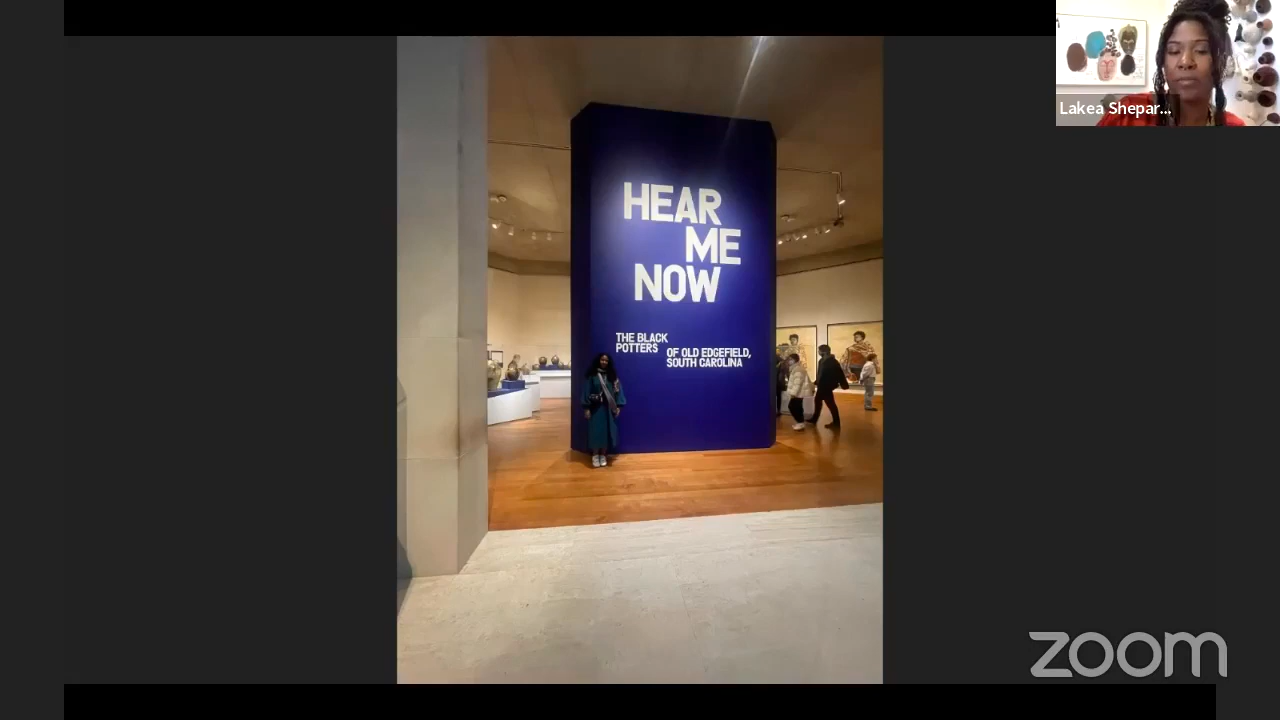 HEAR
ME
NOW
THE BLACK
POTTERS
OF OLD EDGEFIELD,
SOUTH CAROLINA
Lakea Shepar...
zoom